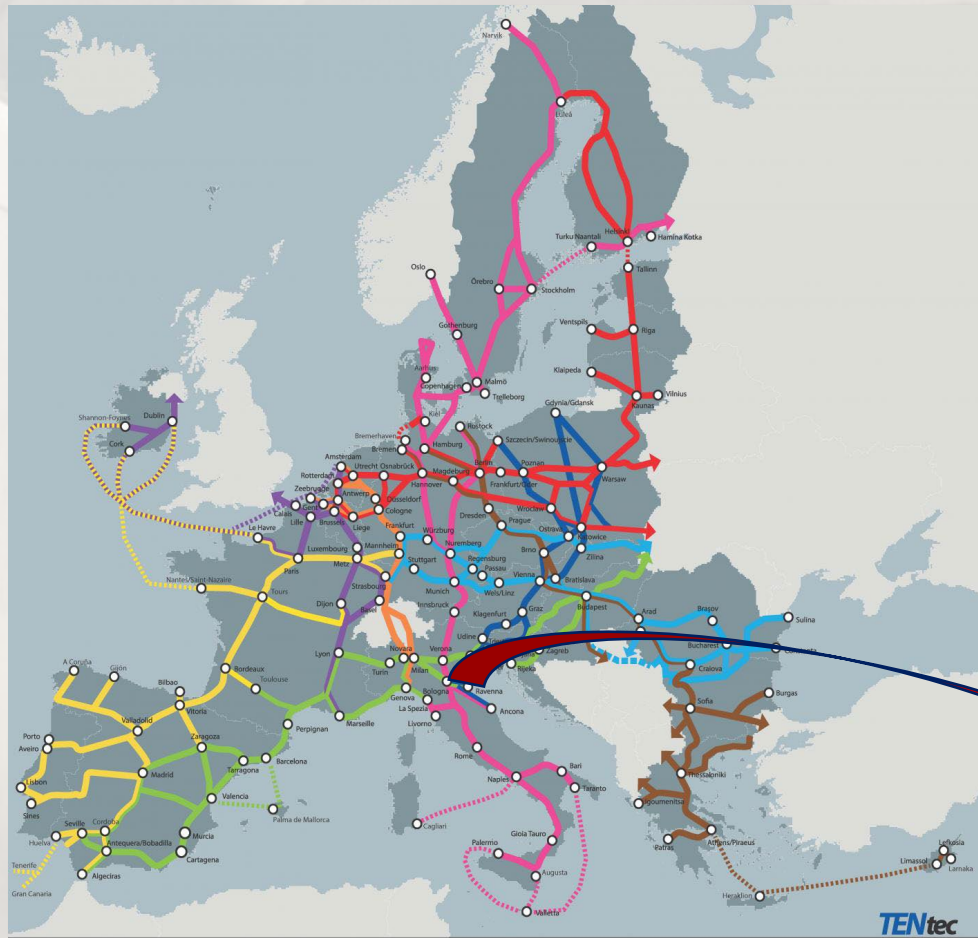 Narvik
Luleå
Turku Naantali
Helsinki
Hamina Kotka
Tallinn
Oslo
Örebro
Stockholm
Ventspils
Riga
Gothenburg
Klaipeda
Aarhus
Copenhagen
Malmö
Trelleborg
Kaunas
Vilnius
Gdynia/Gdansk
Shannon-Foynes
Dublin
Cork
Kiel
Rostock
Bremerhaven
Bremen
Hamburg
Szczecin/Swinoujscie
Amsterdam
Rotterdam
Utrecht
Osnabrück
Magdeburg
Berlin
Poznan
Hannover
Frankfurt/Oder
Warsaw
Zeebrugge
Antwerp
Düsseldorf
Calais
Gent
Cologne
Lille
Brussels
Liege
Dresden
Wroclaw
Le Havre
Frankfurt
Würzburg
Prague
Ostrava
Katowice
Luxembourg
Mannheim
Nuremberg
Regensburg
Brno
Zilina
Paris
Metz
Stuttgart
Passau
Vienna
Nantes/Saint-Nazaire
Strasbourg
Munich
Wels/Linz
Bratislava
Tours
Dijon
Basel
Innsbruck
Klagenfurt
Graz
Budapest
Arad
Brașov
Sulina
Udine
Lyon
Novara
Verona
Zagreb
Bucharest
Craiova
Turin
Milan
Rijeka
A Coruña
Gijón
Bilbao
Bordeaux
Toulouse
Genova
Bologna
Ravenna
La Spezia
Ancona
Livorno
Sofia
Burgas
Vitoria
Valladolid
Perpignan
Marseille
Porto
Aveiro
Zaragoza
Barcelona
Rome
Madrid
Tarragona
Bari
Naples
Taranto
Thessaloniki
Lisbon
Sines
Valencia
Palma de Mallorca
Igoumenitsa
Cagliari
Seville
Cordoba
Huelva
Murcia
Antequera/Bobadilla
Cartagena
Gioia Tauro
Palermo
Patras
Athens/Piraeus
Tenerife
Algeciras
Augusta
Lefkosia
Limassol
Larnaka
Gran Canaria
Valletta
Heraklion
TENtec